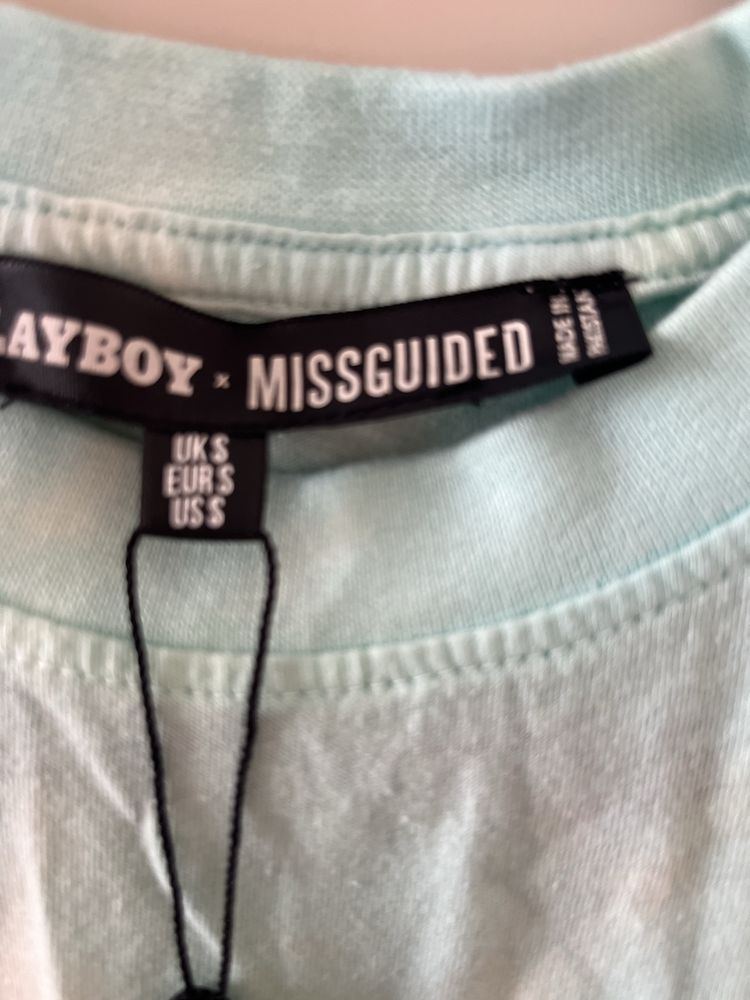 LAYBOY x MISSGUIDED
MADE IN
UK S
EUR S
US S